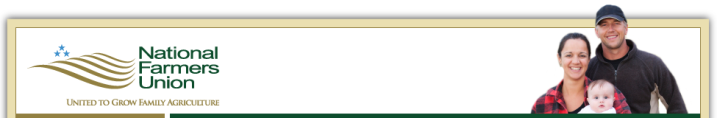 National
Farmers
Union
UNITED TO GROW FAMILY AGRICULTURE